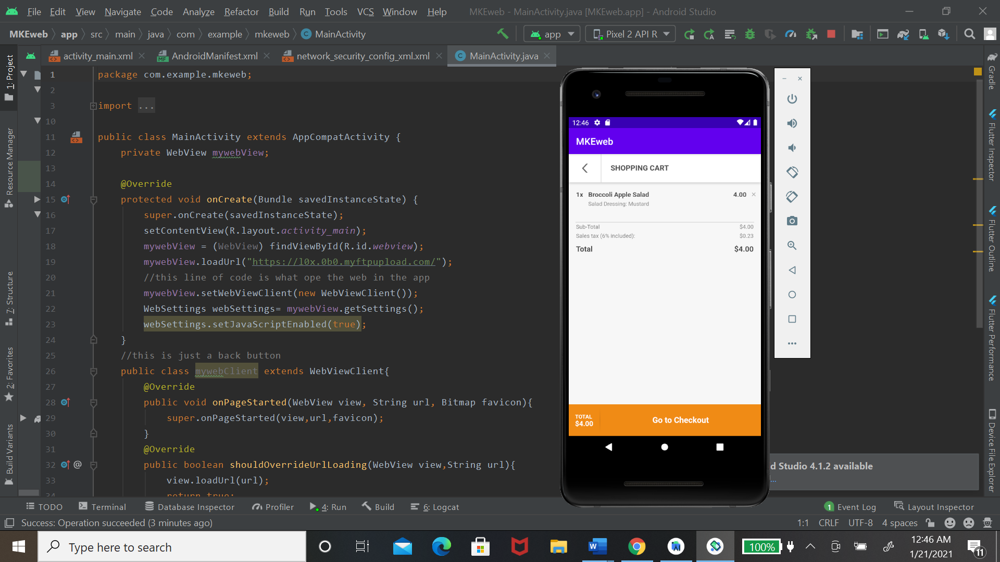 File Edit View Navigate Code Analyze Refactor Build Run Tools VCS Window Help MKEweb - MainActivity.java [MKEweb.app] - Android Studio
MKEweb app src main java com example mkeweb MainActivity app Pixel 2 API R
activity_main.xml AndroidManifest.xml network_security_config_xml.xml MainActivity.java
1: Project
Resource Manager
7: Structure
2: Favorites
Build Variants
1 package com.example.mkeweb;
2
3 import ...
10
11 public class MainActivity extends AppCompatActivity {
12 private WebView mywebView;
13
14 @Override
15 protected void onCreate(Bundle savedInstanceState) {
16 super.onCreate(savedInstanceState);
17 setContentView(R.layout.activity_main);
18 mywebView = (WebView) findViewById(R.id.webview);
19 mywebView.loadUrl("https://l0x.0b0.myftpupload.com/");
20 //this line of code is what ope the web in the app
21 mywebView.setWebViewClient(new WebViewClient());
22 WebSettings webSettings= mywebView.getSettings();
23 webSettings.setJavaScriptEnabled(true);
24 }
25 //this is just a back button
26 public class mywebClient extends WebViewClient{
27 @Override
28 public void onPageStarted(WebView view, String url, Bitmap favicon){
29 super.onPageStarted(view,url,favicon);
30 }
31 @Override
32 @ public boolean shouldOverrideUrlLoading(WebView view,String url){
33 view.loadUrl(url);
34 return true;
12:46
MKEweb
SHOPPING CART
1x Broccoli Apple Salad 4.00 ×
Salad Dressing: Mustard
Sub-Total $4.00
Sales tax (6% included): $0.23
Total $4.00
TOTAL
$4.00
Go to Checkout
Gradle
Flutter Inspector
Flutter Outline
Flutter Performance
Device File Explorer
d Studio 4.1.2 available
...
TODO Terminal Database Inspector Profiler 4: Run Build 6: Logcat 1 Event Log Layout Inspector
Success: Operation succeeded (3 minutes ago) 1:1 CRLF UTF-8 4 spaces
Type here to search
100%
12:46 AM
1/21/2021
11